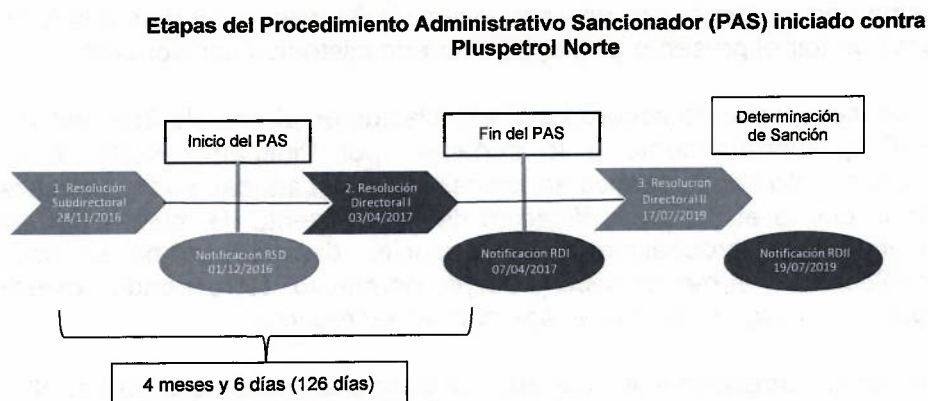 Etapas del Procedimiento Administrativo Sancionador (PAS) iniciado contra
Pluspetrol Norte
Inicio del PAS
Fin del PAS
Determinación
de Sanción
1. Resolución
Subdirectoral
28/11/2016
2. Resolución
Directoral I
03/04/2017
3. Resolucion
Directoral II
17/07/2019
Notificación RSD
01/12/2016
Notificación RDI
07/04/2017
Notificación RDII
19/07/2019
4 meses y 6 días (126 días)